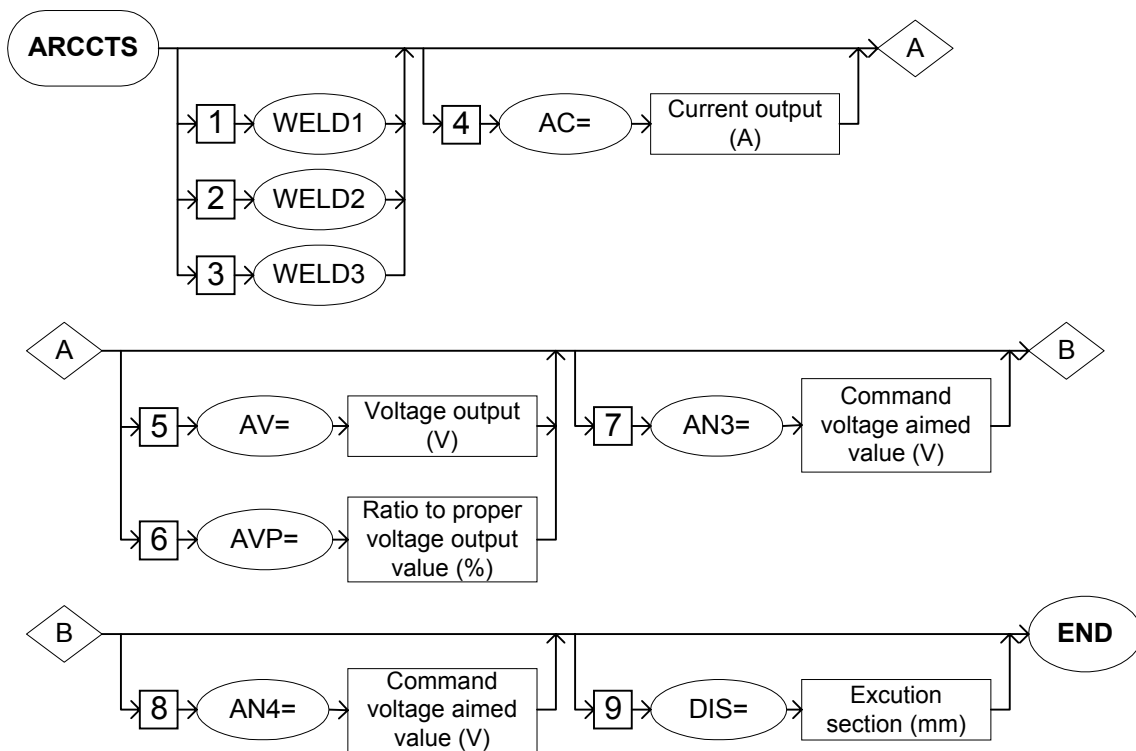 ARCCTS
A
1
WELD1
4
AC=
Current output
(A)
2
WELD2
3
WELD3
A
B
5
AV=
Voltage output
(V)
7
AN3=
Command
voltage aimed
value (V)
6
AVP=
Ratio to proper
voltage output
value (%)
B
END
8
AN4=
Command
voltage aimed
value (V)
9
DIS=
Excution
section (mm)